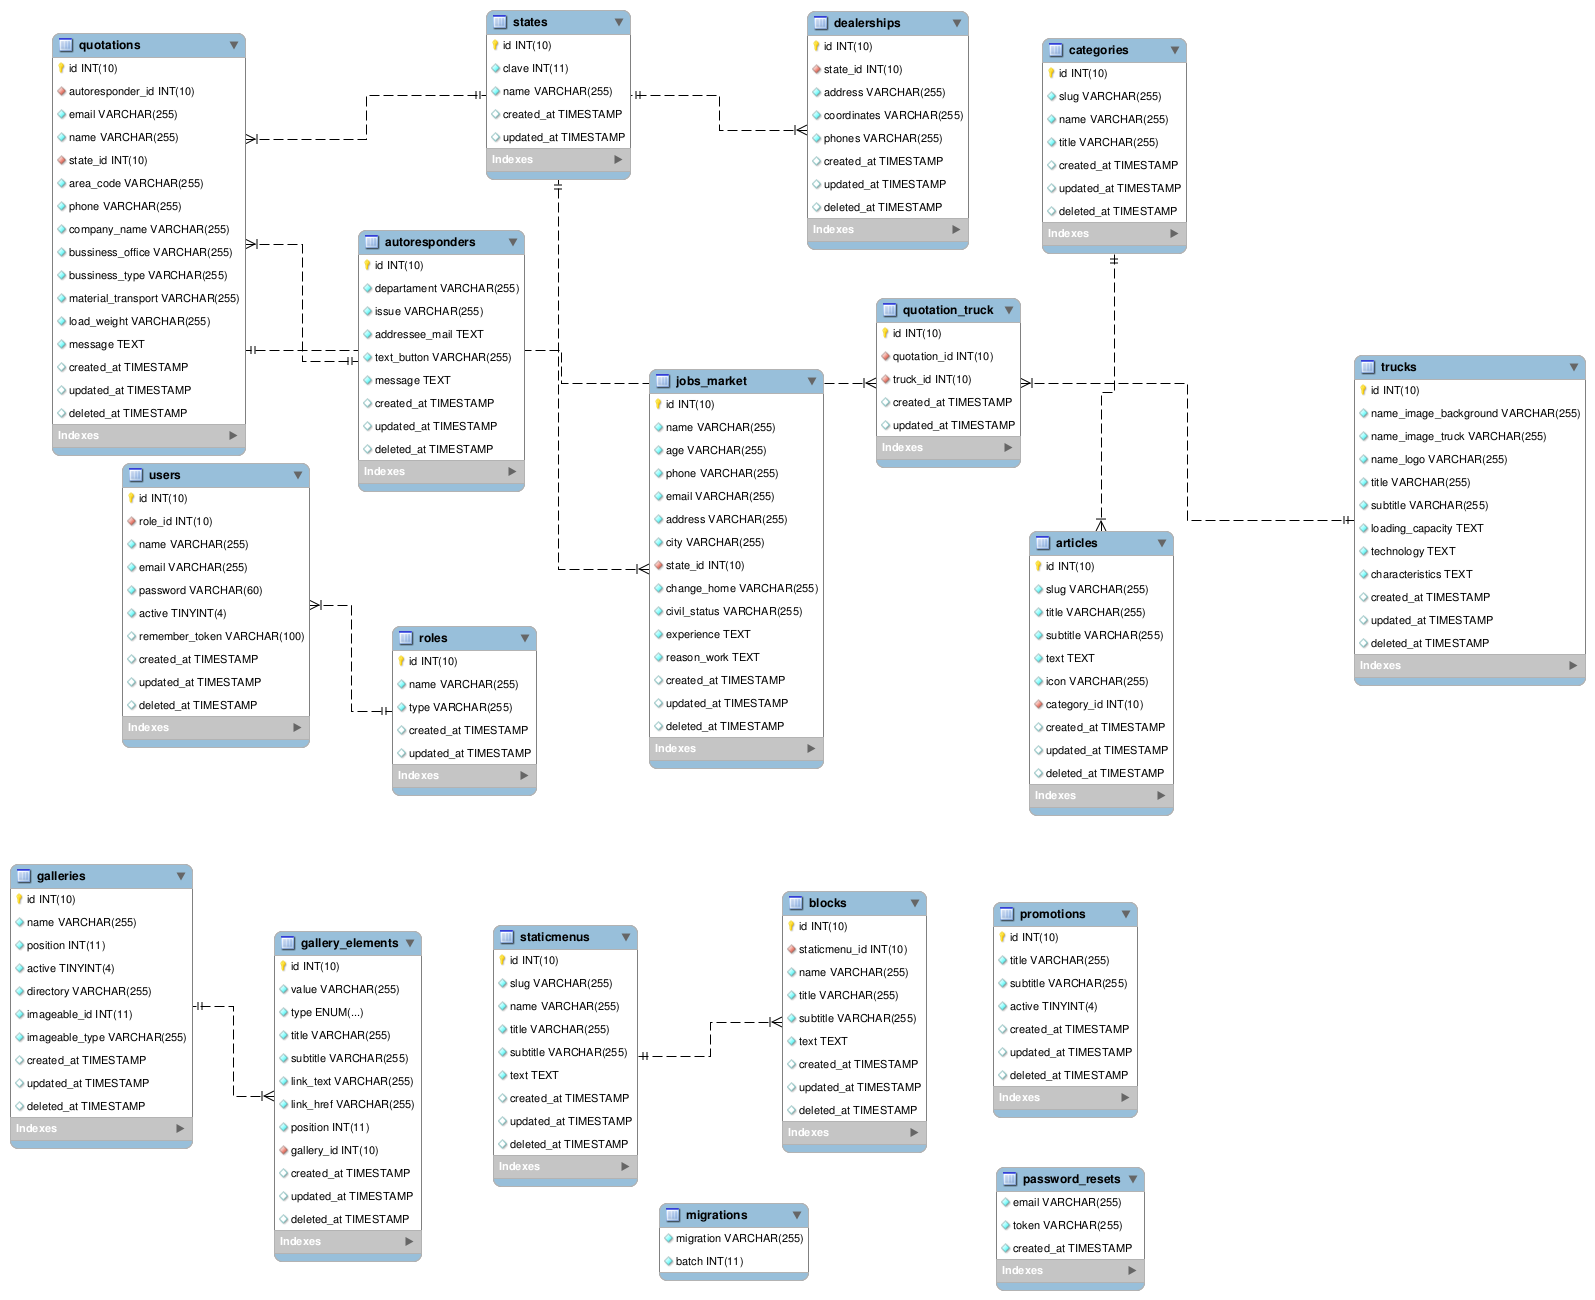 quotations
id INT(10)
autoresponder_id INT(10)
email VARCHAR(255)
name VARCHAR(255)
state_id INT(10)
area_code VARCHAR(255)
phone VARCHAR(255)
company_name VARCHAR(255)
bussiness_office VARCHAR(255)
bussiness_type VARCHAR(255)
material_transport VARCHAR(255)
load_weight VARCHAR(255)
message TEXT
created_at TIMESTAMP
updated_at TIMESTAMP
deleted_at TIMESTAMP
Indexes
states
id INT(10)
clave INT(11)
name VARCHAR(255)
created_at TIMESTAMP
updated_at TIMESTAMP
Indexes
dealerships
id INT(10)
state_id INT(10)
address VARCHAR(255)
coordinates VARCHAR(255)
phones VARCHAR(255)
created_at TIMESTAMP
updated_at TIMESTAMP
deleted_at TIMESTAMP
Indexes
categories
id INT(10)
slug VARCHAR(255)
name VARCHAR(255)
title VARCHAR(255)
created_at TIMESTAMP
updated_at TIMESTAMP
deleted_at TIMESTAMP
Indexes
autoresponders
id INT(10)
departament VARCHAR(255)
issue VARCHAR(255)
addressee_mail TEXT
text_button VARCHAR(255)
message TEXT
created_at TIMESTAMP
updated_at TIMESTAMP
deleted_at TIMESTAMP
Indexes
quotation_truck
id INT(10)
quotation_id INT(10)
truck_id INT(10)
created_at TIMESTAMP
updated_at TIMESTAMP
Indexes
jobs_market
id INT(10)
name VARCHAR(255)
age VARCHAR(255)
phone VARCHAR(255)
email VARCHAR(255)
address VARCHAR(255)
city VARCHAR(255)
state_id INT(10)
change_home VARCHAR(255)
civil_status VARCHAR(255)
experience TEXT
reason_work TEXT
created_at TIMESTAMP
updated_at TIMESTAMP
deleted_at TIMESTAMP
Indexes
trucks
id INT(10)
name_image_background VARCHAR(255)
name_image_truck VARCHAR(255)
name_logo VARCHAR(255)
title VARCHAR(255)
subtitle VARCHAR(255)
loading_capacity TEXT
technology TEXT
characteristics TEXT
created_at TIMESTAMP
updated_at TIMESTAMP
deleted_at TIMESTAMP
Indexes
users
id INT(10)
role_id INT(10)
name VARCHAR(255)
email VARCHAR(255)
password VARCHAR(60)
active TINYINT(4)
remember_token VARCHAR(100)
created_at TIMESTAMP
updated_at TIMESTAMP
deleted_at TIMESTAMP
Indexes
roles
id INT(10)
name VARCHAR(255)
type VARCHAR(255)
created_at TIMESTAMP
updated_at TIMESTAMP
Indexes
articles
id INT(10)
slug VARCHAR(255)
title VARCHAR(255)
subtitle VARCHAR(255)
text TEXT
icon VARCHAR(255)
category_id INT(10)
created_at TIMESTAMP
updated_at TIMESTAMP
deleted_at TIMESTAMP
Indexes
galleries
id INT(10)
name VARCHAR(255)
position INT(11)
active TINYINT(4)
directory VARCHAR(255)
imageable_id INT(11)
imageable_type VARCHAR(255)
created_at TIMESTAMP
updated_at TIMESTAMP
deleted_at TIMESTAMP
Indexes
gallery_elements
id INT(10)
value VARCHAR(255)
type ENUM(...)
title VARCHAR(255)
subtitle VARCHAR(255)
link_text VARCHAR(255)
link_href VARCHAR(255)
position INT(11)
gallery_id INT(10)
created_at TIMESTAMP
updated_at TIMESTAMP
deleted_at TIMESTAMP
Indexes
staticmenus
id INT(10)
slug VARCHAR(255)
name VARCHAR(255)
title VARCHAR(255)
subtitle VARCHAR(255)
text TEXT
created_at TIMESTAMP
updated_at TIMESTAMP
deleted_at TIMESTAMP
Indexes
blocks
id INT(10)
staticmenu_id INT(10)
name VARCHAR(255)
title VARCHAR(255)
subtitle VARCHAR(255)
text TEXT
created_at TIMESTAMP
updated_at TIMESTAMP
deleted_at TIMESTAMP
Indexes
promotions
id INT(10)
title VARCHAR(255)
subtitle VARCHAR(255)
active TINYINT(4)
created_at TIMESTAMP
updated_at TIMESTAMP
deleted_at TIMESTAMP
Indexes
migrations
migration VARCHAR(255)
batch INT(11)
password_resets
email VARCHAR(255)
token VARCHAR(255)
created_at TIMESTAMP
Indexes